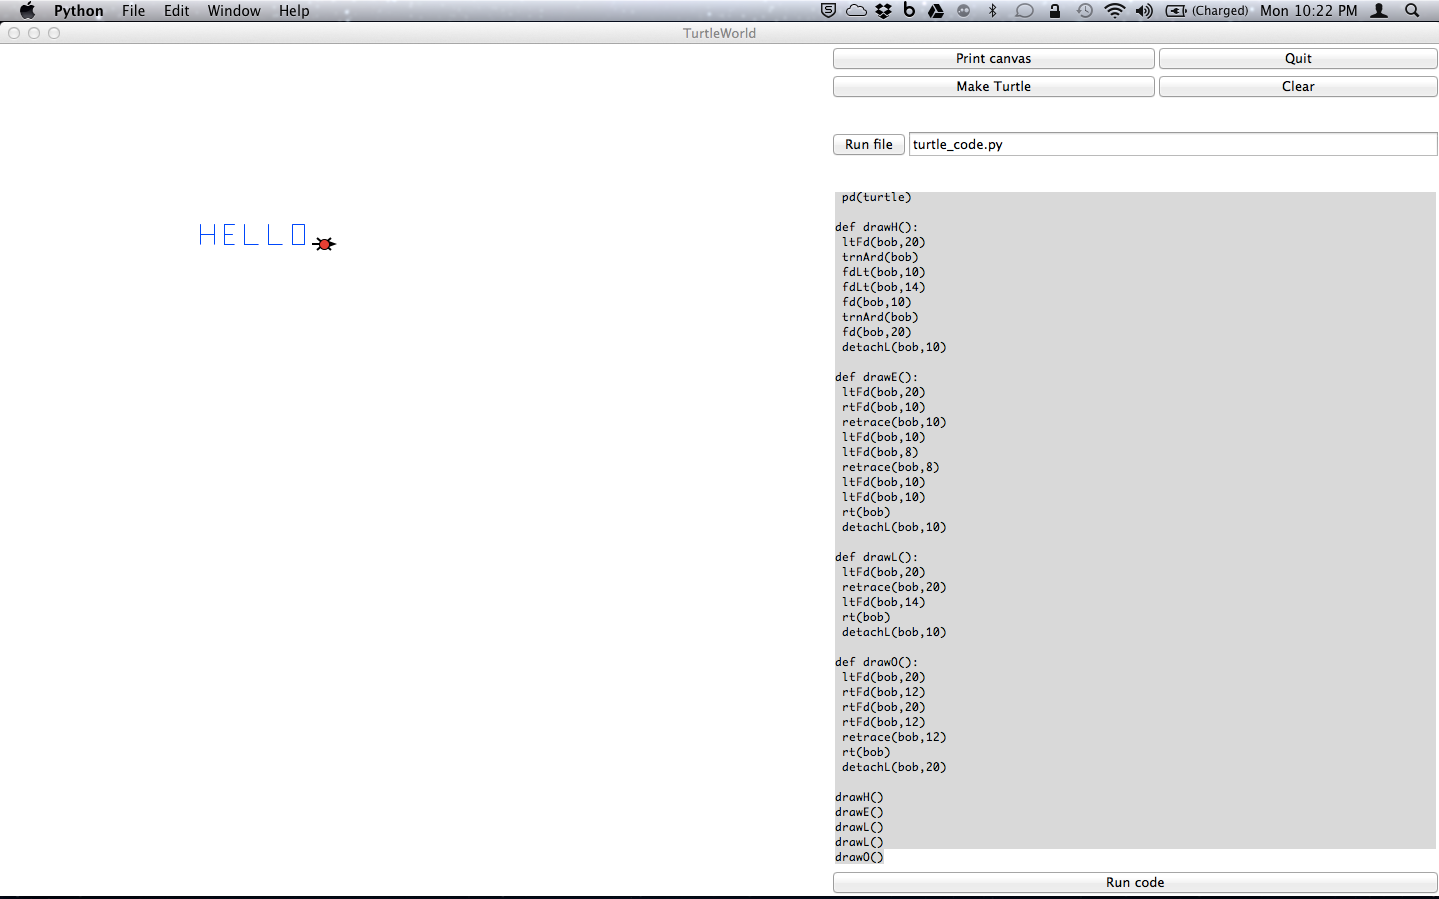 Python File Edit Window Help (Charged) Mon 10:22 PM
TurtleWorld
Print canvas Quit
Make Turtle Clear
Run file turtle_code.py
HELLO
pd(turtle)
def drawH():
ltFd(bob,20)
trnArd(bob)
fdLt(bob,10)
fdLt(bob,14)
fd(bob,10)
trnArd(bob)
fd(bob,20)
detachL(bob,10)
def drawE():
ltFd(bob,20)
rtFd(bob,10)
retrace(bob,10)
ltFd(bob,10)
ltFd(bob,8)
retrace(bob,8)
ltFd(bob,10)
ltFd(bob,10)
rt(bob)
detachL(bob,10)
def drawL():
ltFd(bob,20)
retrace(bob,20)
ltFd(bob,14)
rt(bob)
detachL(bob,10)
def drawO():
ltFd(bob,20)
rtFd(bob,12)
rtFd(bob,20)
rtFd(bob,12)
retrace(bob,12)
rt(bob)
detachL(bob,20)
drawH()
drawE()
drawL()
drawL()
drawO()
Run code